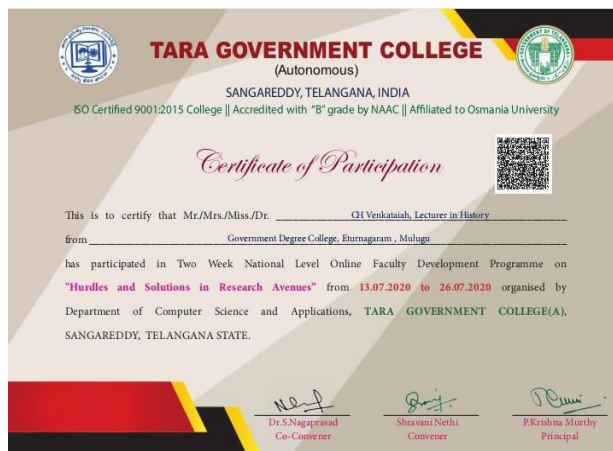 TARA GOVERNMENT COLLEGE
(Autonomous)
SANGAREDDY, TELANGANA, INDIA
ISO Certified 9001:2015 College || Accredited with "B" grade by NAAC || Affiliated to Osmania University
Certificate of Participation
This is to certify that Mr./Mrs./Miss./Dr. CH Venkataiah, Lecturer in History
from Government Degree College, Eturnagaram , Mulugu
has participated in Two Week National Level Online Faculty Development Programme on
"Hurdles and Solutions in Research Avenues" from 13.07.2020 to 26.07.2020 organised by
Department of Computer Science and Applications, TARA GOVERNMENT COLLEGE(A),
SANGAREDDY, TELANGANA STATE.
Dr.S.Nagaprasad
Co-Convener
Shravani Nethi
Convener
P.Krishna Murthy
Principal